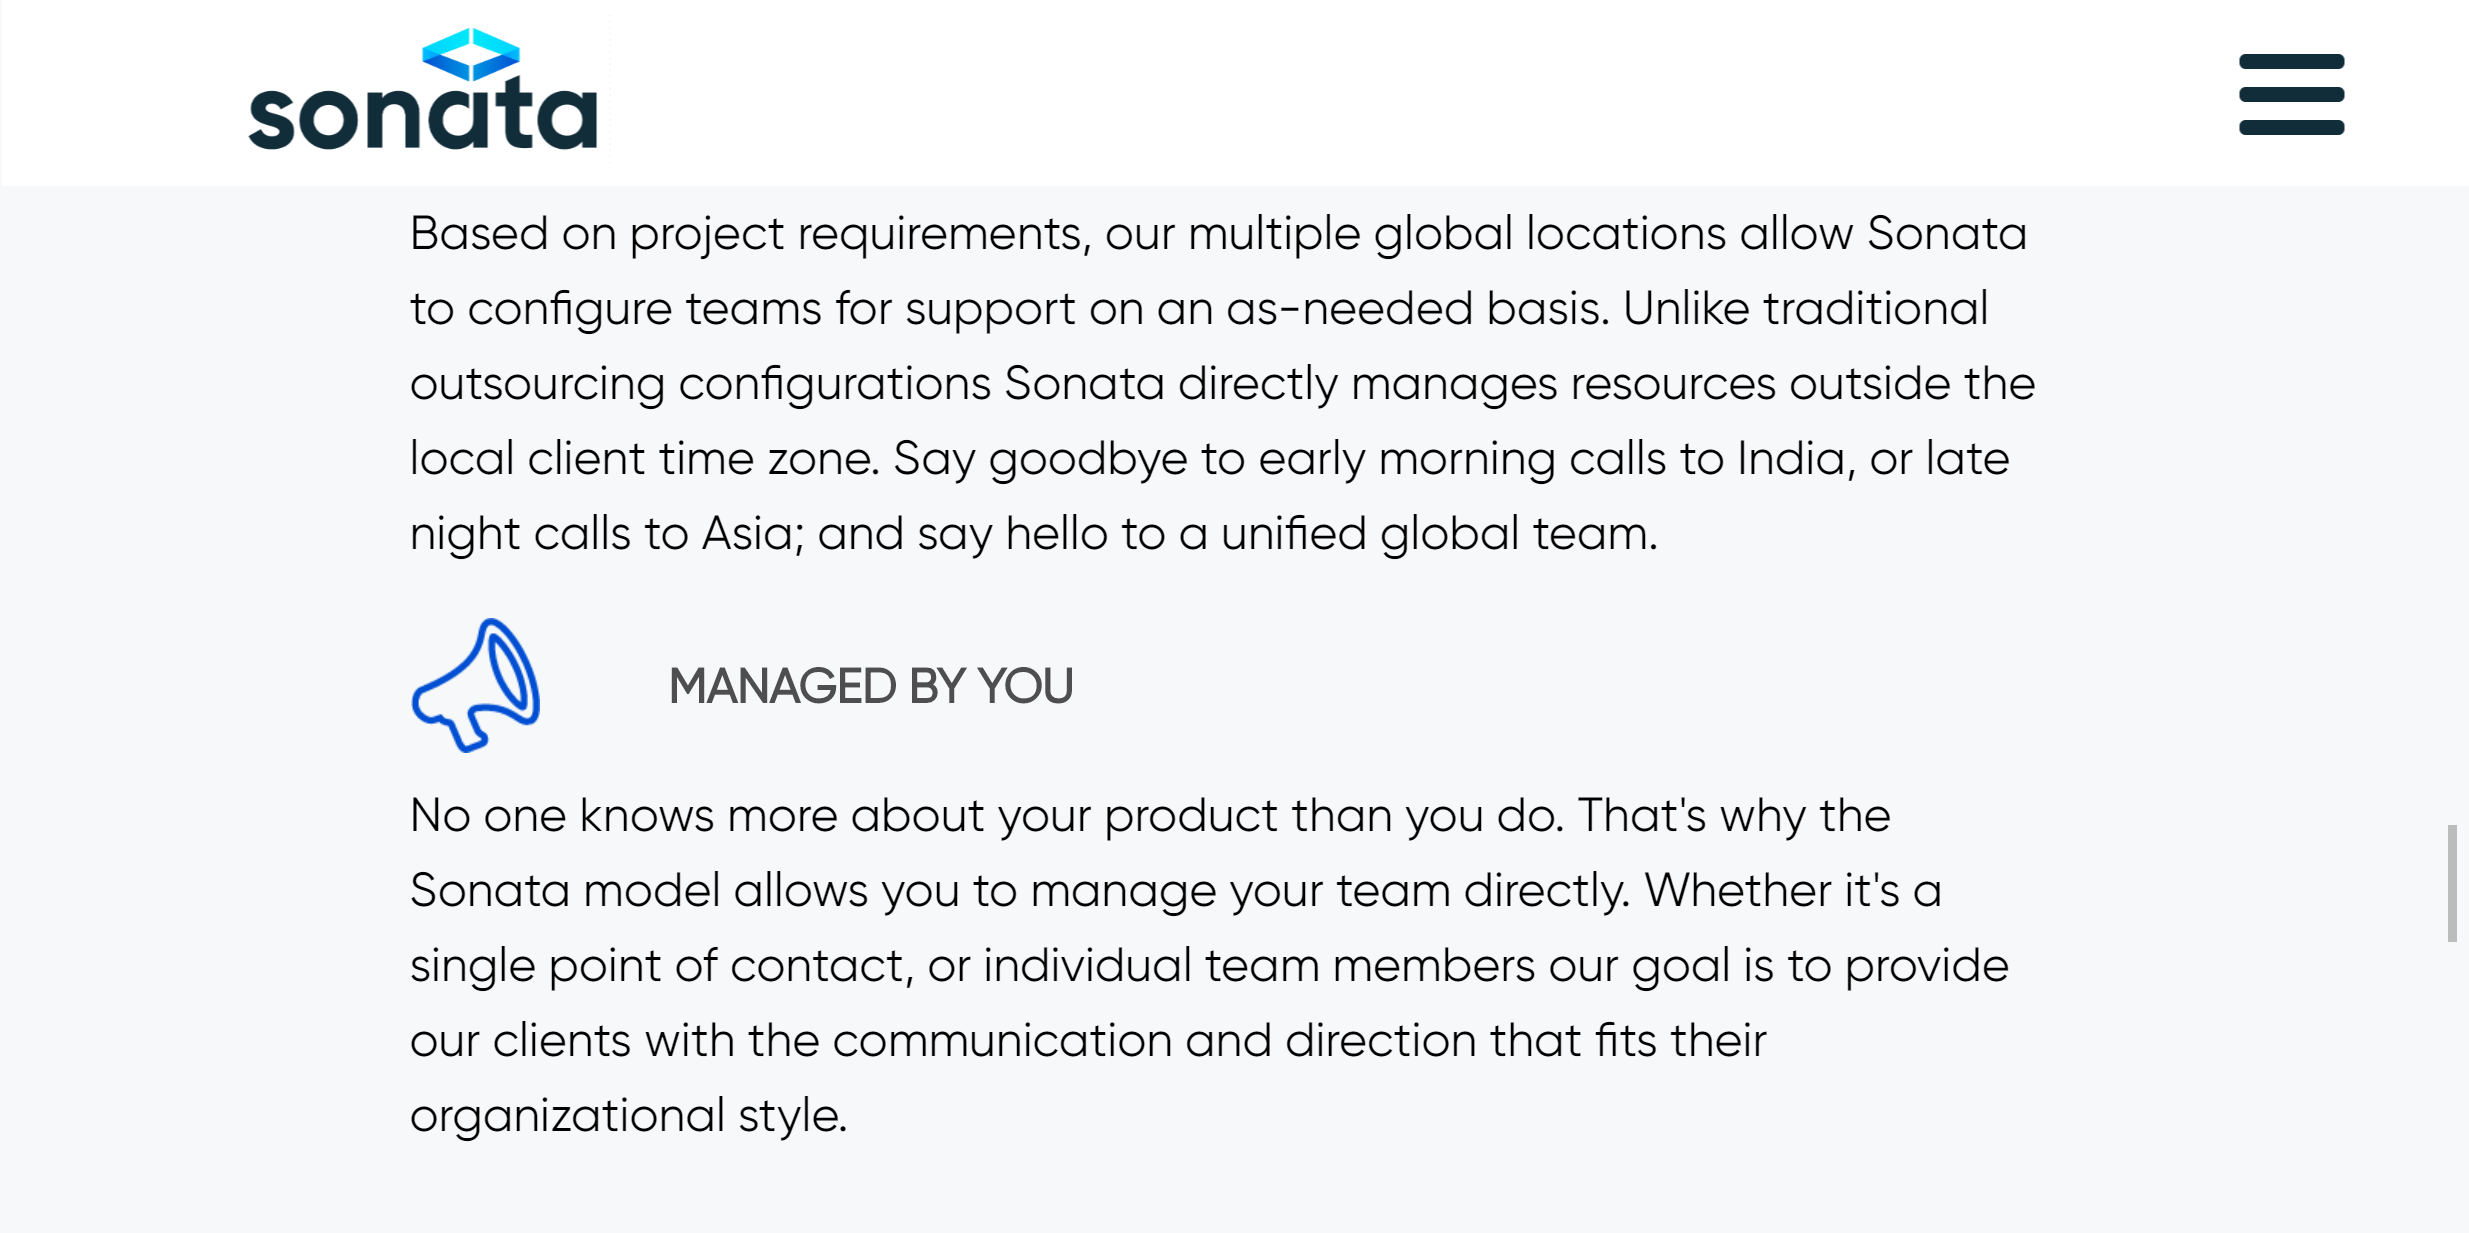 sonata
Based on project requirements, our multiple global locations allow Sonata
to configure teams for support on an as-needed basis. Unlike traditional
outsourcing configurations Sonata directly manages resources outside the
local client time zone. Say goodbye to early morning calls to India, or late
night calls to Asia; and say hello to a unified global team.
MANAGED BY YOU
No one knows more about your product than you do. That's why the
Sonata model allows you to manage your team directly. Whether it's a
single point of contact, or individual team members our goal is to provide
our clients with the communication and direction that fits their
organizational style.